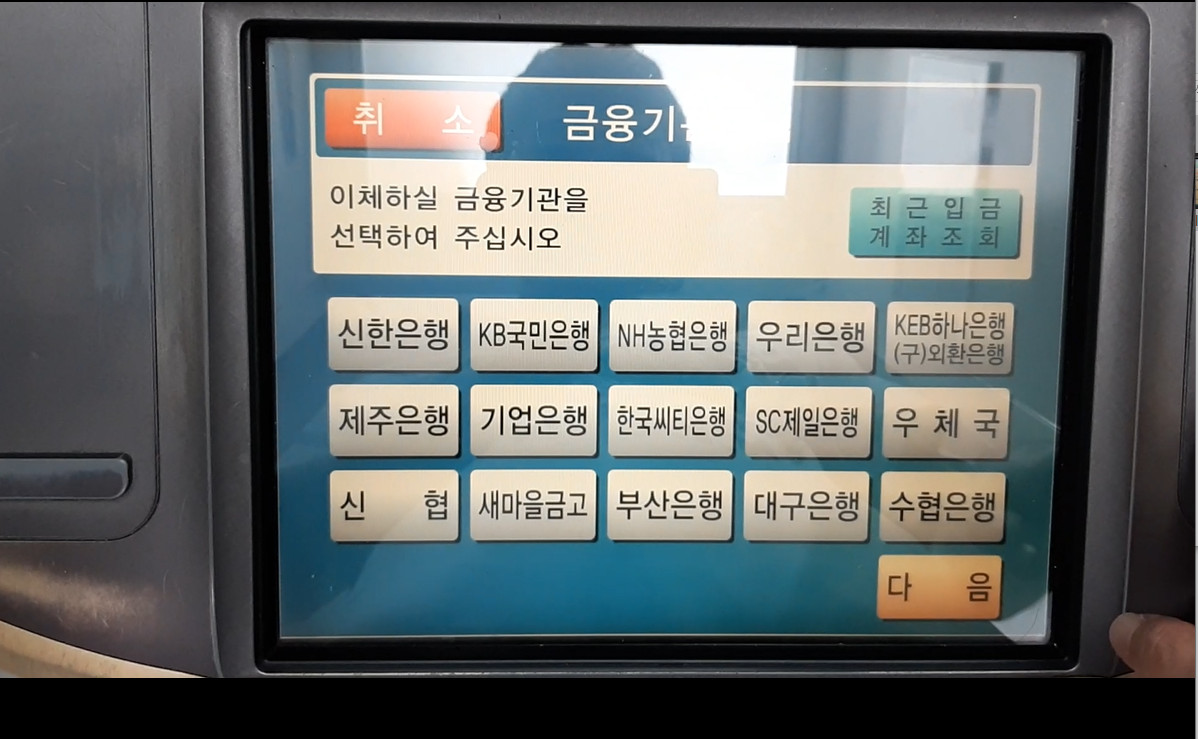 취 소
금융기
이체하실 금융기관을
선택하여 주십시오
최 근 입 금
계 좌 조 회
신한은행
KB국민은행
NH농협은행
우리은행
KEB하나은행
(구)외환은행
제주은행
기업은행
한국씨티은행
SC제일은행
우 체 국
신 협
새마을금고
부산은행
대구은행
수협은행
다 음